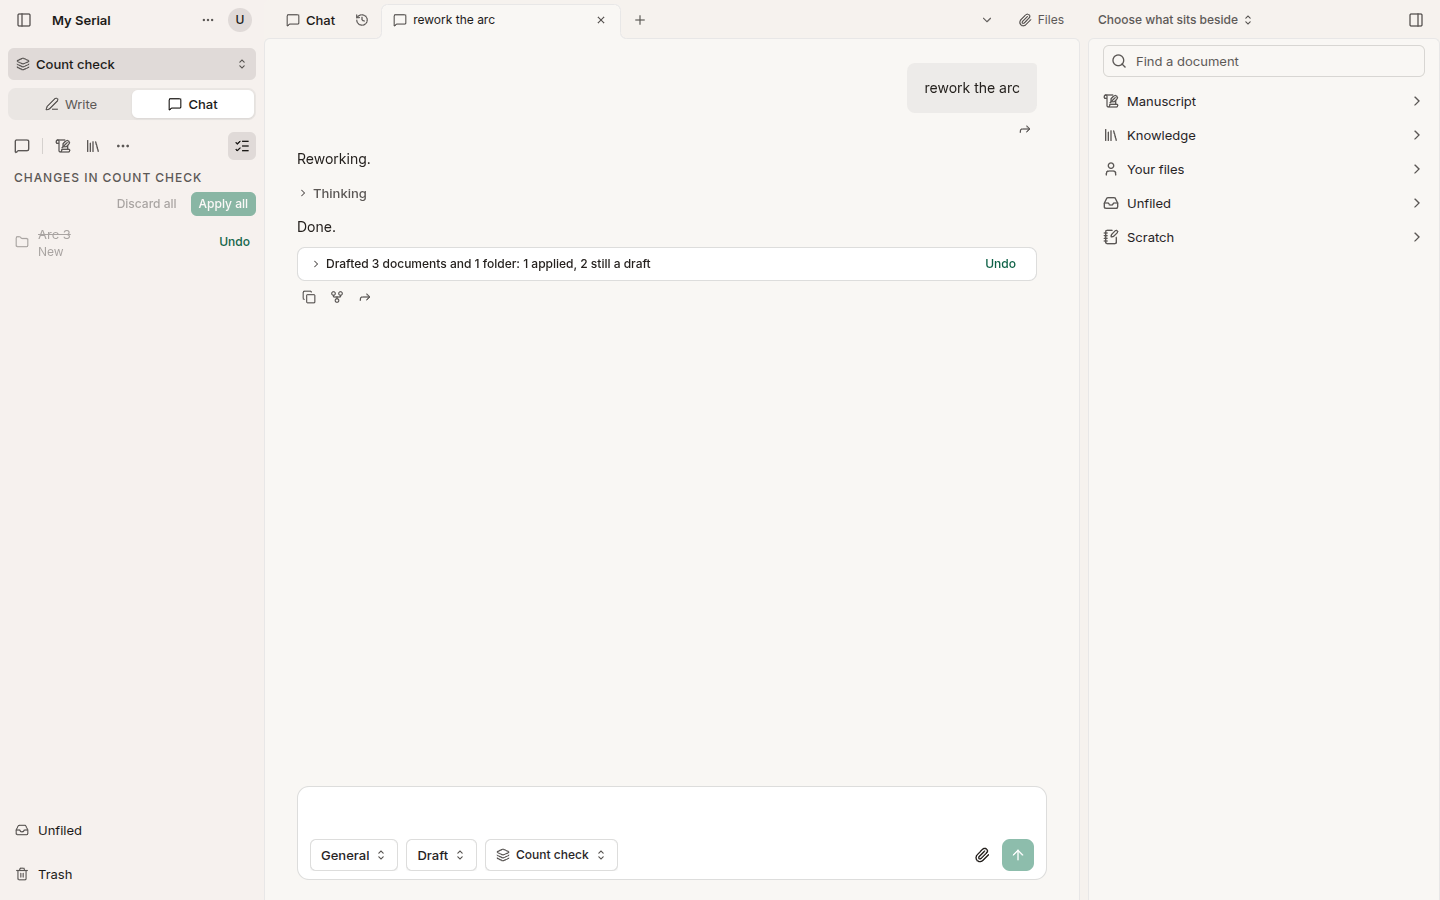 My Serial
U
Chat
rework the arc
Files
Choose what sits beside
Count check
Write
Chat
CHANGES IN COUNT CHECK
Discard all
Apply all
Arc 3
New
Undo
Unfiled
Trash
rework the arc
Reworking.
Thinking
Done.
Drafted 3 documents and 1 folder: 1 applied, 2 still a draft
Undo
General
Draft
Count check
Find a document
Manuscript
Knowledge
Your files
Unfiled
Scratch